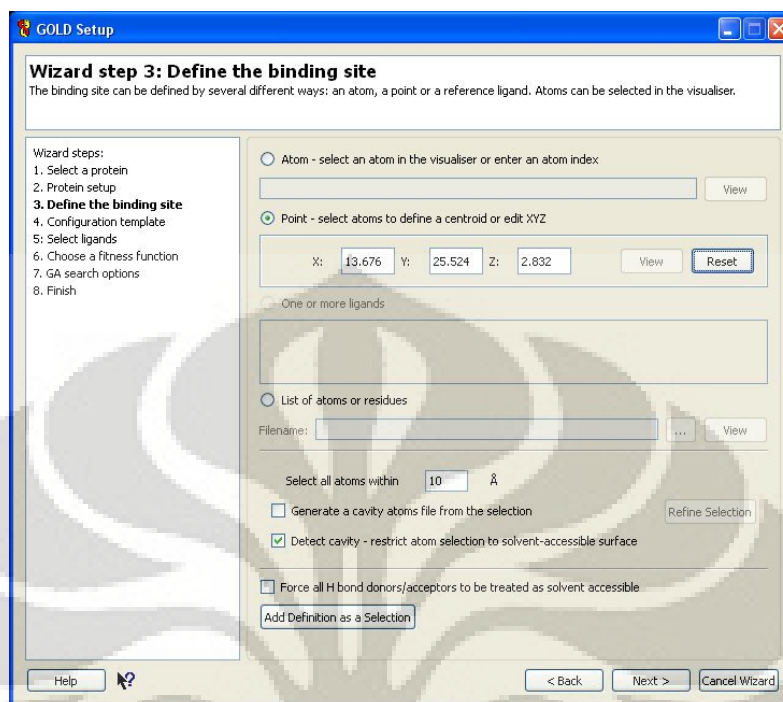 GOLD Setup
Wizard step 3: Define the binding site
The binding site can be defined by several different ways: an atom, a point or a reference ligand. Atoms can be selected in the visualiser.
Wizard steps:
1. Select a protein
2. Protein setup
3. Define the binding site
4. Configuration template
5: Select ligands
6. Choose a fitness function
7. GA search options
8. Finish
Atom - select an atom in the visualiser or enter an atom index
View
Point - select atoms to define a centroid or edit XYZ
X: 13.676 Y: 25.524 Z: 2.832 View Reset
One or more ligands
List of atoms or residues
Filename: ... View
Select all atoms within 10 Å
Generate a cavity atoms file from the selection
Refine Selection
Detect cavity - restrict atom selection to solvent-accessible surface
Force all H bond donors/acceptors to be treated as solvent accessible
Add Definition as a Selection
Help ? < Back Next > Cancel Wizard